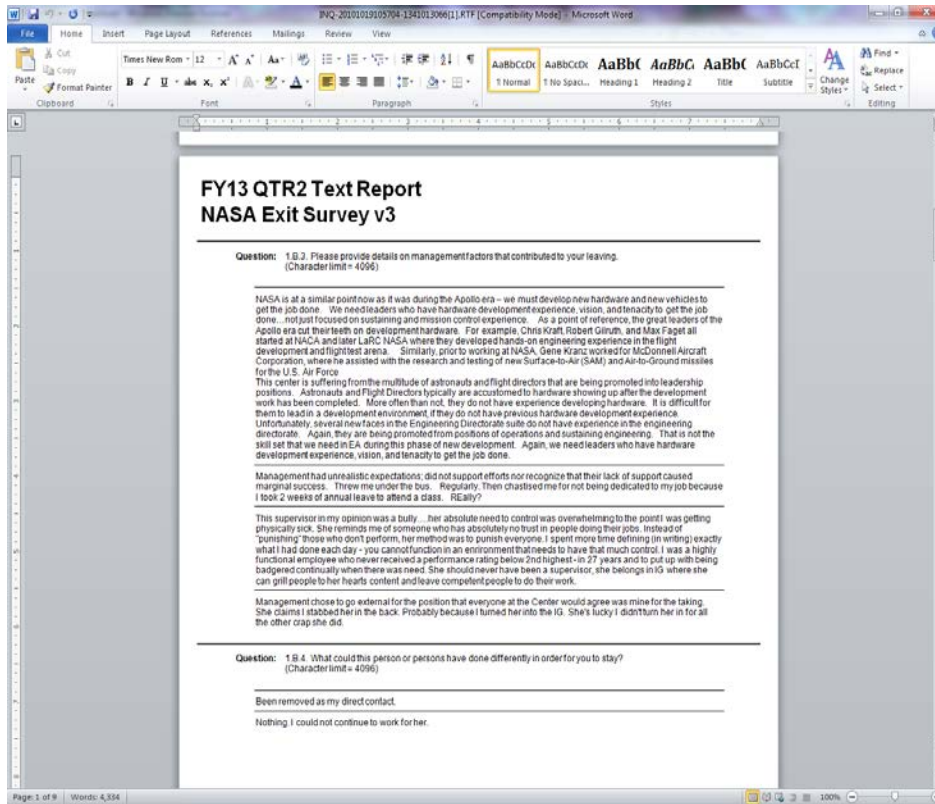 INQ-20101019105704-1341013066[1].RTF [Compatibility Mode] - Microsoft Word
File Home Insert Page Layout References Mailings Review View
Paste
Cut
Copy
Format Painter
Clipboard
Times New Rom 12
Font
Paragraph
AaBbCcDc AaBbCcDc AaBbC AaBbC AaBbC AaBbCcI
¶ Normal ¶ No Spaci... Heading 1 Heading 2 Title Subtitle
Change Styles
Styles
Find
Replace
Select
Editing
FY13 QTR2 Text Report
NASA Exit Survey v3
Question: 1.B.3. Please provide details on management factors that contributed to your leaving.
(Character limit = 4096)
NASA is at a similar point now as it was during the Apollo era – we must develop new hardware and new vehicles to
get the job done. We need leaders who have hardware development experience, vision, and tenacity to get the job
done...not just focused on sustaining and mission control experience. As a point of reference, the great leaders of the
Apollo era cut their teeth on development hardware. For example, Chris Kraft, Robert Gilruth, and Max Faget all
started at NACA and later LaRC NASA where they developed hands-on engineering experience in the flight
development and flight test arena. Similarly, prior to working at NASA, Gene Kranz worked for McDonnell Aircraft
Corporation, where he assisted with the research and testing of new Surface-to-Air (SAM) and Air-to-Ground missiles
for the U.S. Air Force
This center is suffering from the multitude of astronauts and flight directors that are being promoted into leadership
positions. Astronauts and Flight Directors typically are accustomed to hardware showing up after the development
work has been completed. More often than not, they do not have experience developing hardware. It is difficult for
them to lead in a development environment, if they do not have previous hardware development experience.
Unfortunately, several new faces in the Engineering Directorate suite do not have experience in the engineering
directorate. Again, they are being promoted from positions of operations and sustaining engineering. That is not the
skill set that we need in EA during this phase of new development. Again, we need leaders who have hardware
development experience, vision, and tenacity to get the job done.
Management had unrealistic expectations; did not support efforts nor recognize that their lack of support caused
marginal success. Threw me under the bus. Regularly. Then chastised me for not being dedicated to my job because
I took 2 weeks of annual leave to attend a class. REally?
This supervisor in my opinion was a bully....her absolute need to control was overwhelming to the point I was getting
physically sick. She reminds me of someone who has absolutely no trust in people doing their jobs. Instead of
"punishing" those who don't perform, her method was to punish everyone. I spent more time defining (in writing) exactly
what I had done each day - you cannot function in an enrironment that needs to have that much control. I was a highly
functional employee who never received a performance rating below 2nd highest - in 27 years and to put up with being
badgered continually when there was need. She should never have been a supervisor, she belongs in IG where she
can grill people to her hearts content and leave competent people to do their work.
Management chose to go external for the position that everyone at the Center would agree was mine for the taking.
She claims I stabbed her in the back. Probably because I turned her into the IG. She's lucky I didn't turn her in for all
the other crap she did.
Question: 1.B.4. What could this person or persons have done differently in order for you to stay?
(Character limit = 4096)
Been removed as my direct contact.
Nothing. I could not continue to work for her.
Page: 1 of 9 Words: 4,334 100%